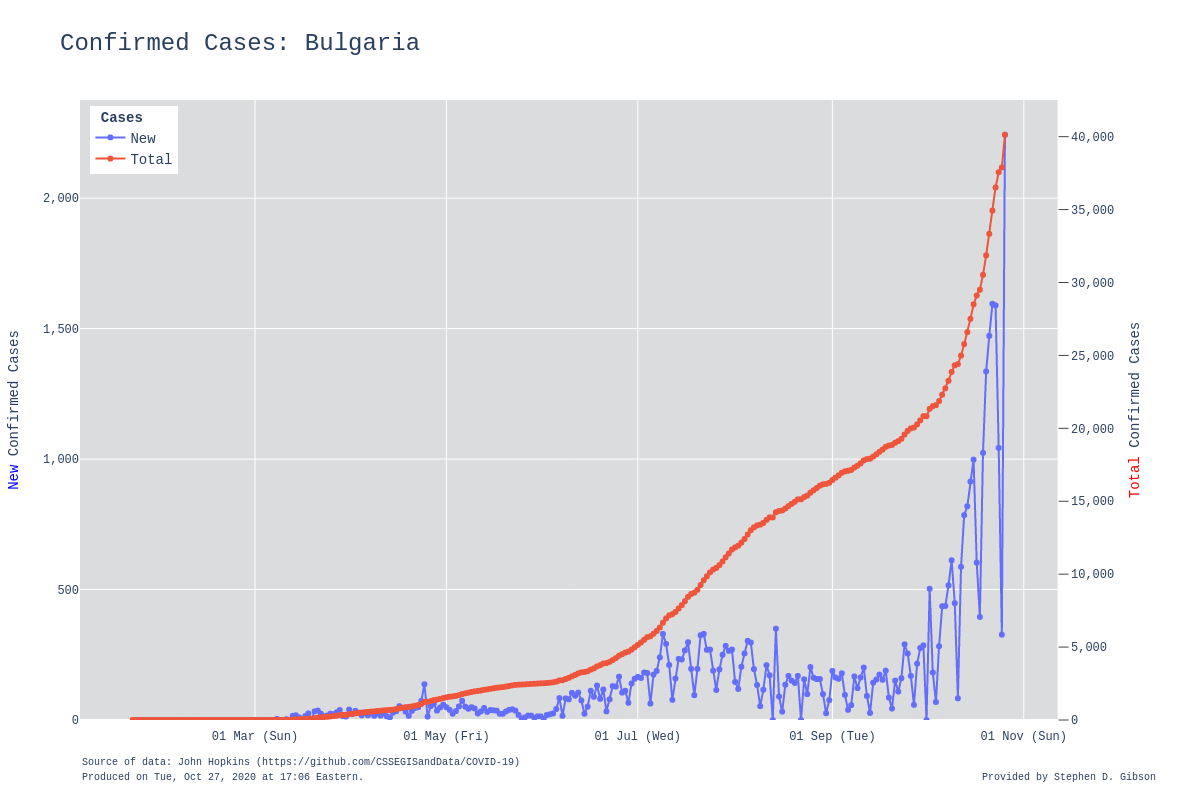 Confirmed Cases: Bulgaria
Cases
New
Total
2,000
1,500
1,000
500
0
New Confirmed Cases
40,000
35,000
30,000
25,000
20,000
15,000
10,000
5,000
0
Total Confirmed Cases
01 Mar (Sun)
01 May (Fri)
01 Jul (Wed)
01 Sep (Tue)
01 Nov (Sun)
Source of data: John Hopkins (https://github.com/CSSEGISandData/COVID-19)
Produced on Tue, Oct 27, 2020 at 17:06 Eastern.
Provided by Stephen D. Gibson